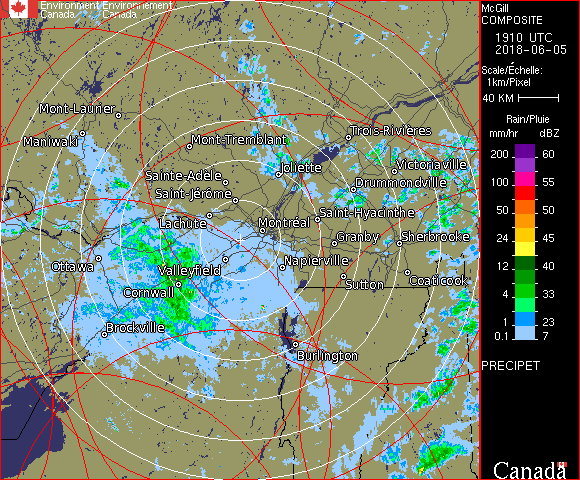 Environment Environnement
Canada Canada
McGill
COMPOSITE
1910 UTC
2018-06-05
Scale/Échelle:
1km/Pixel
40 KM
Rain/Pluie
mm/hr dBZ
200 60
100 55
50 50
24 45
12 40
4 33
1 23
0.1 7
PRECIPET
Canada
Mont-Laurier
Maniwaki
Mont-Tremblant
Trois-Rivières
Victoriaville
Joliette
Sainte-Adèle
Drummondville
Saint-Jérôme
Saint-Hyacinthe
Lachute
Montréal
Granby
Sherbrooke
Ottawa
Valleyfield
Napierville
Sutton
Coaticook
Cornwall
Brockville
Burlington